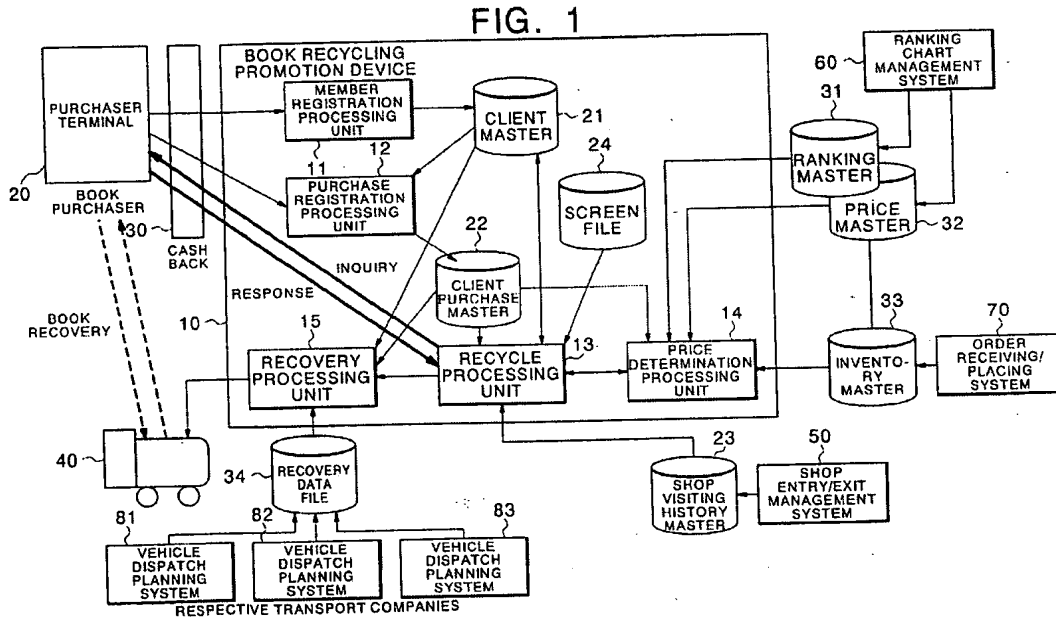 FIG. 1
BOOK RECYCLING
PROMOTION DEVICE
PURCHASER
TERMINAL
20
BOOK
PURCHASER
30
CASH
BACK
MEMBER
REGISTRATION
PROCESSING
UNIT
11
12
PURCHASE
REGISTRATION
PROCESSING
UNIT
CLIENT
MASTER
21
24
SCREEN
FILE
22
CLIENT
PURCHASE
MASTER
INQUIRY
RESPONSE
BOOK
RECOVERY
10
15
RECOVERY
PROCESSING
UNIT
RECYCLE
PROCESSING
UNIT
13
14
PRICE
DETERMINATION
PROCESSING
UNIT
60
RANKING
CHART
MANAGEMENT
SYSTEM
31
RANKING
MASTER
PRICE
MASTER
32
33
INVENTO-
RY
MASTER
70
ORDER
RECEIVING/
PLACING
SYSTEM
40
34
RECOVERY
DATA
FILE
23
SHOP
VISITING
HISTORY
MASTER
50
SHOP
ENTRY/EXIT
MANAGEMENT
SYSTEM
81
VEHICLE
DISPATCH
PLANNING
SYSTEM
82
VEHICLE
DISPATCH
PLANNING
SYSTEM
83
VEHICLE
DISPATCH
PLANNING
SYSTEM
RESPECTIVE TRANSPORT COMPANIES